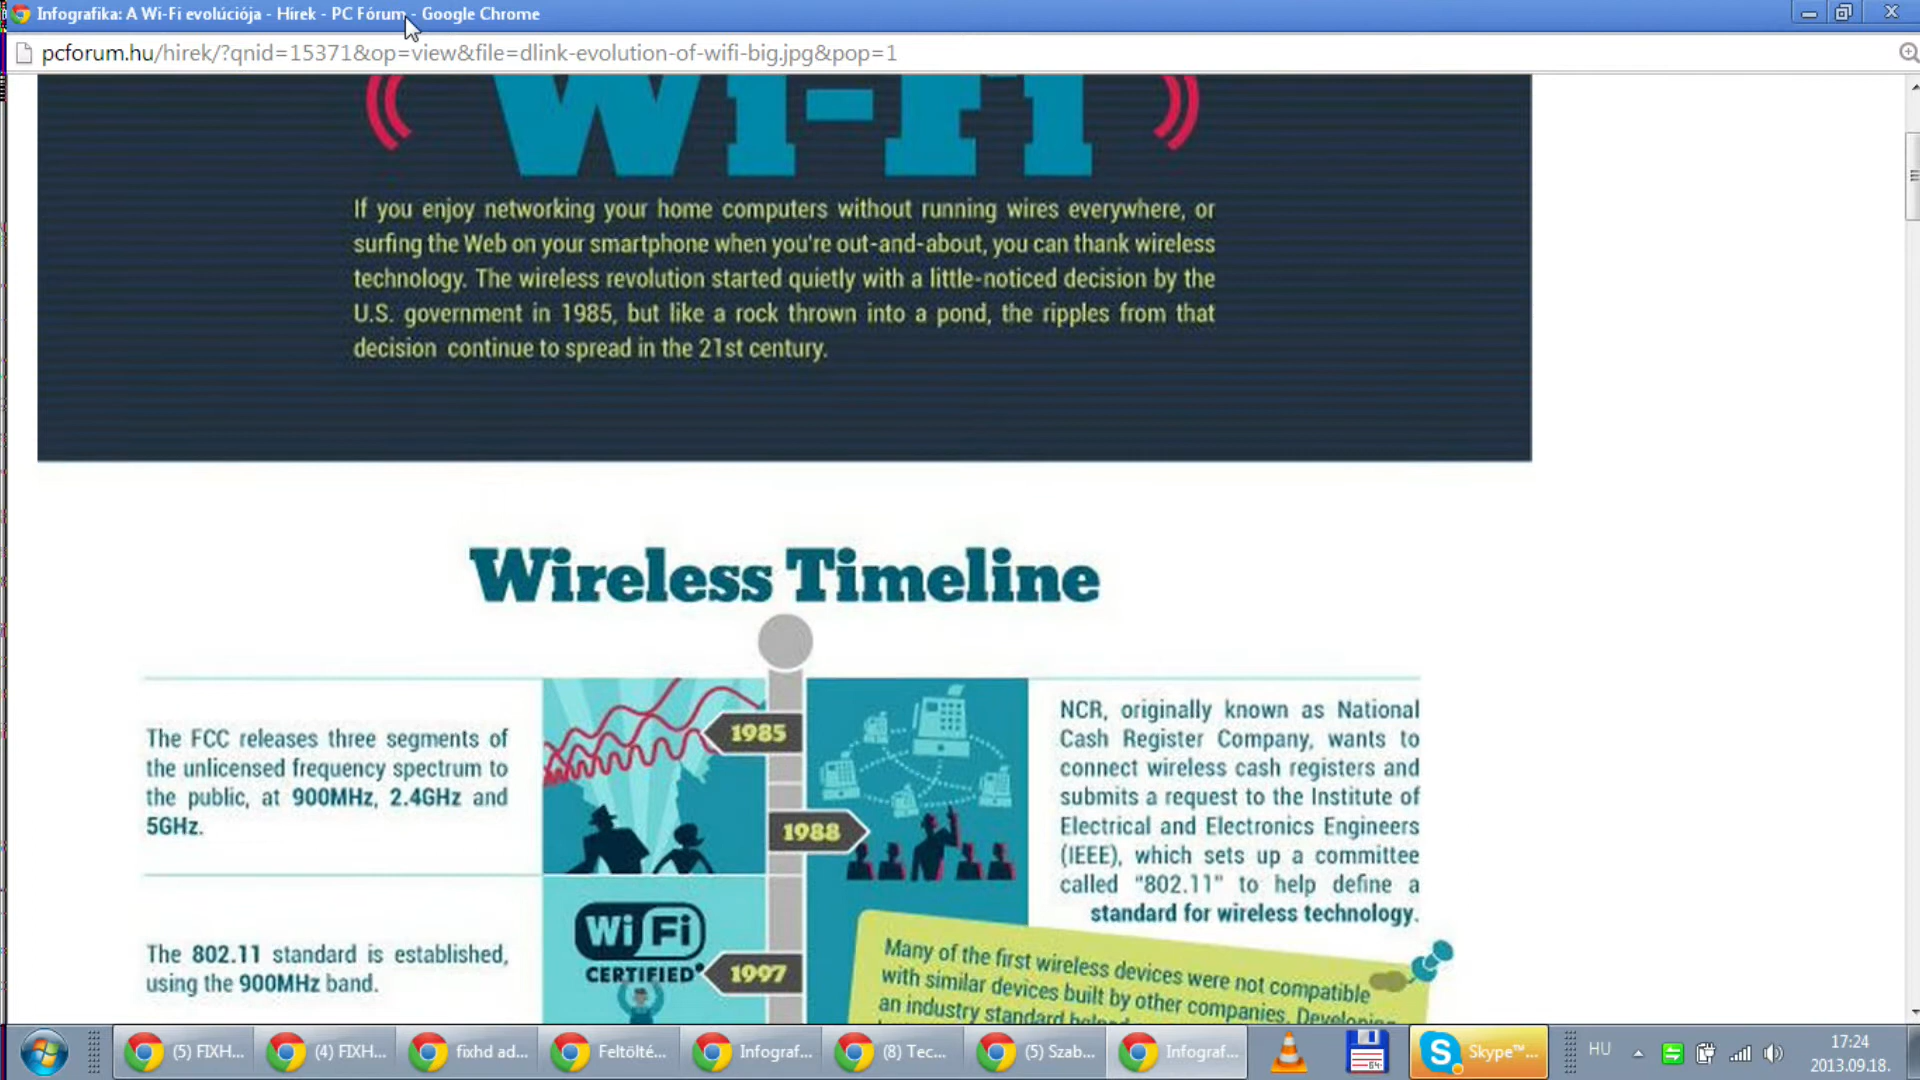 Infografika: A Wi-Fi evolúciója - Hírek - PC Fórum - Google Chrome
pcforum.hu/hirek/?qnid=15371&op=view&file=dlink-evolution-of-wifi-big.jpg&pop=1
Wi-Fi
If you enjoy networking your home computers without running wires everywhere, or
surfing the Web on your smartphone when you're out-and-about, you can thank wireless
technology. The wireless revolution started quietly with a little-noticed decision by the
U.S. government in 1985, but like a rock thrown into a pond, the ripples from that
decision continue to spread in the 21st century.
Wireless Timeline
The FCC releases three segments of
the unlicensed frequency spectrum to
the public, at 900MHz, 2.4GHz and
5GHz.
1985
1988
NCR, originally known as National
Cash Register Company, wants to
connect wireless cash registers and
submits a request to the Institute of
Electrical and Electronics Engineers
(IEEE), which sets up a committee
called “802.11” to help define a
standard for wireless technology.
The 802.11 standard is established,
using the 900MHz band.
Wi Fi
CERTIFIED
1997
Many of the first wireless devices were not compatible
with similar devices built by other companies. Developing
an industry standard helped
(5) FIXH...
(4) FIXH...
fixhd ad...
Feltölté...
Infograf...
(8) Tec...
(5) Szab...
Infograf...
64
Skype™...
HU
17:24
2013.09.18.